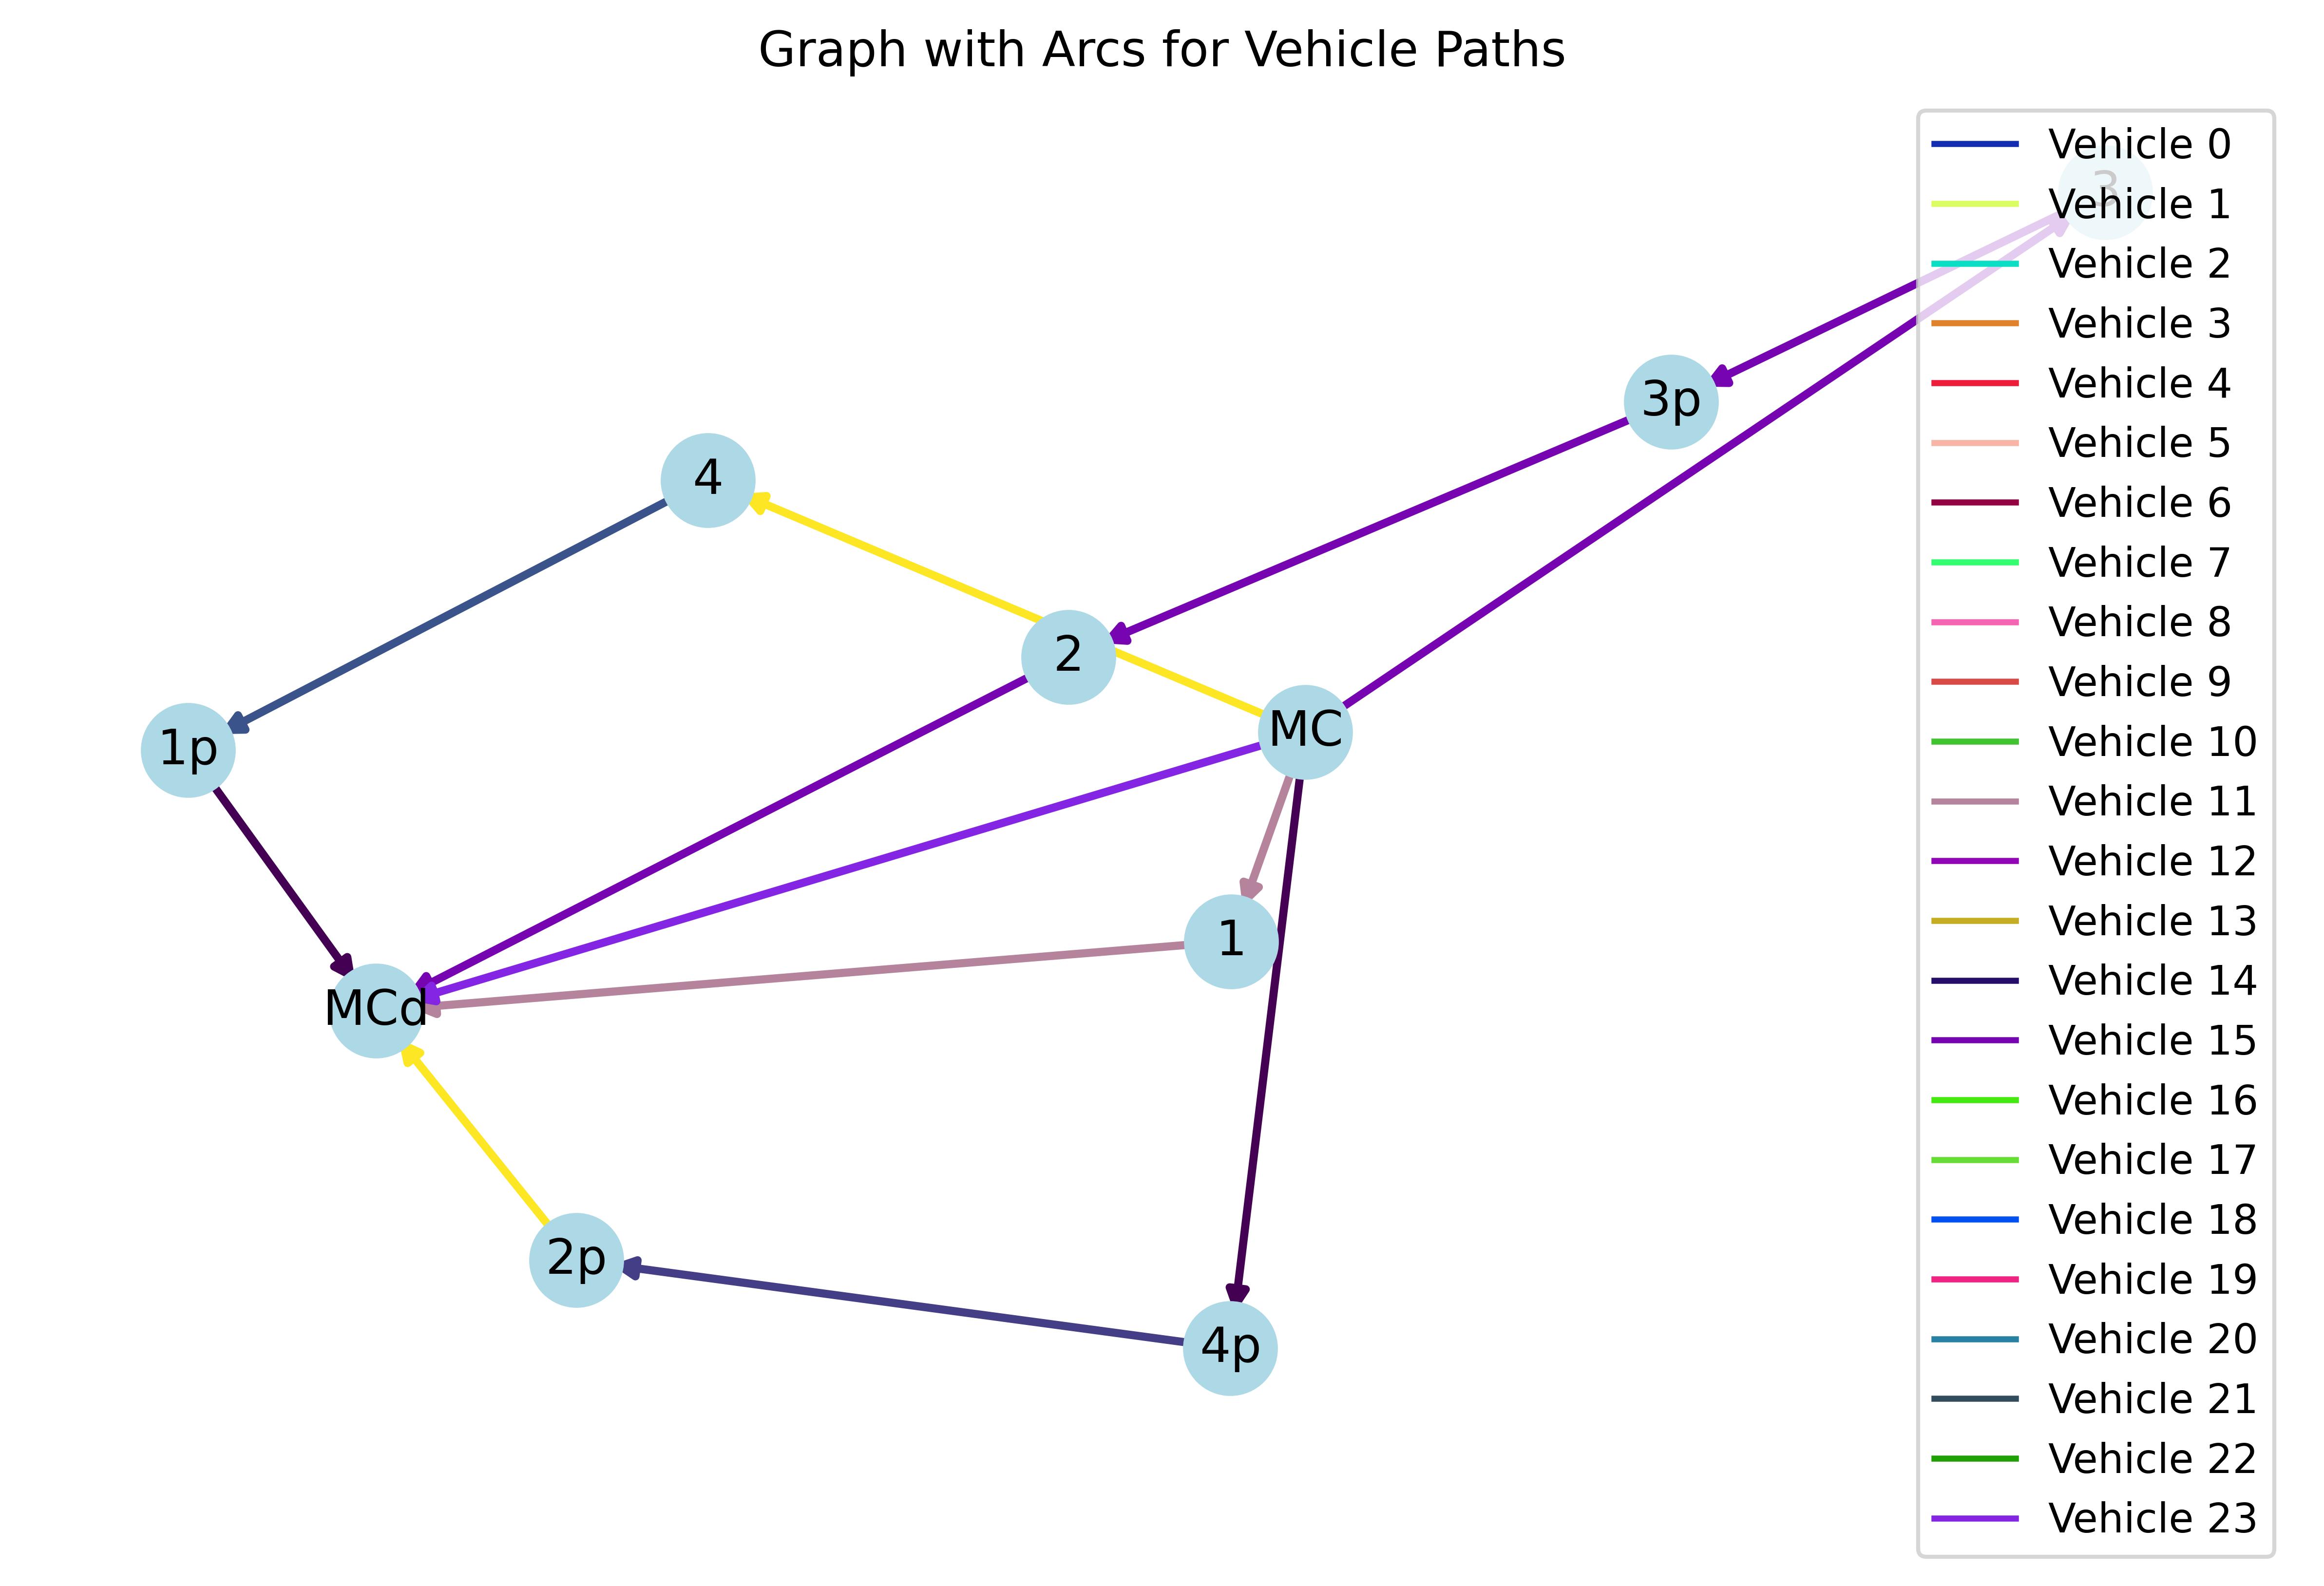 Graph with Arcs for Vehicle Paths
Vehicle 0
3
Vehicle 1
Vehicle 2
Vehicle 3
Vehicle 4
3p
Vehicle 5
4
Vehicle 6
Vehicle 7
Vehicle 8
2
Vehicle 9
MC
Vehicle 10
1p
Vehicle 11
Vehicle 12
Vehicle 13
1
Vehicle 14
MCd
Vehicle 15
Vehicle 16
Vehicle 17
Vehicle 18
2p
Vehicle 19
Vehicle 20
4p
Vehicle 21
Vehicle 22
Vehicle 23